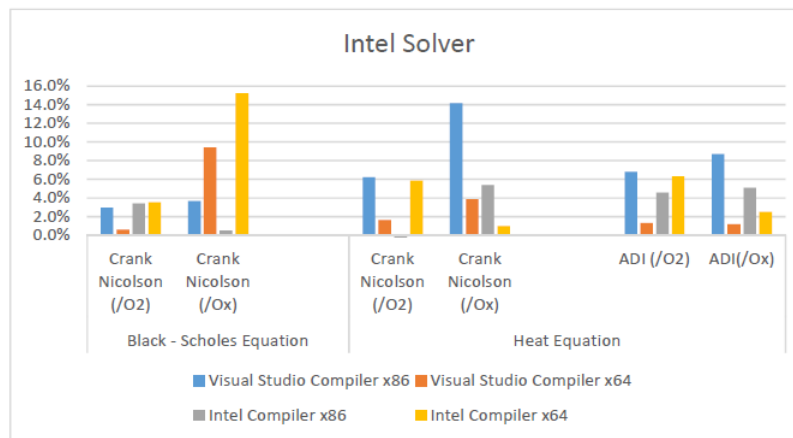 Intel Solver
16.0%
14.0%
12.0%
10.0%
8.0%
6.0%
4.0%
2.0%
0.0%
Crank Nicolson (/O2)
Crank Nicolson (/Ox)
Crank Nicolson (/O2)
Crank Nicolson (/Ox)
ADI (/O2)
ADI(/Ox)
Black - Scholes Equation
Heat Equation
Visual Studio Compiler x86
Visual Studio Compiler x64
Intel Compiler x86
Intel Compiler x64